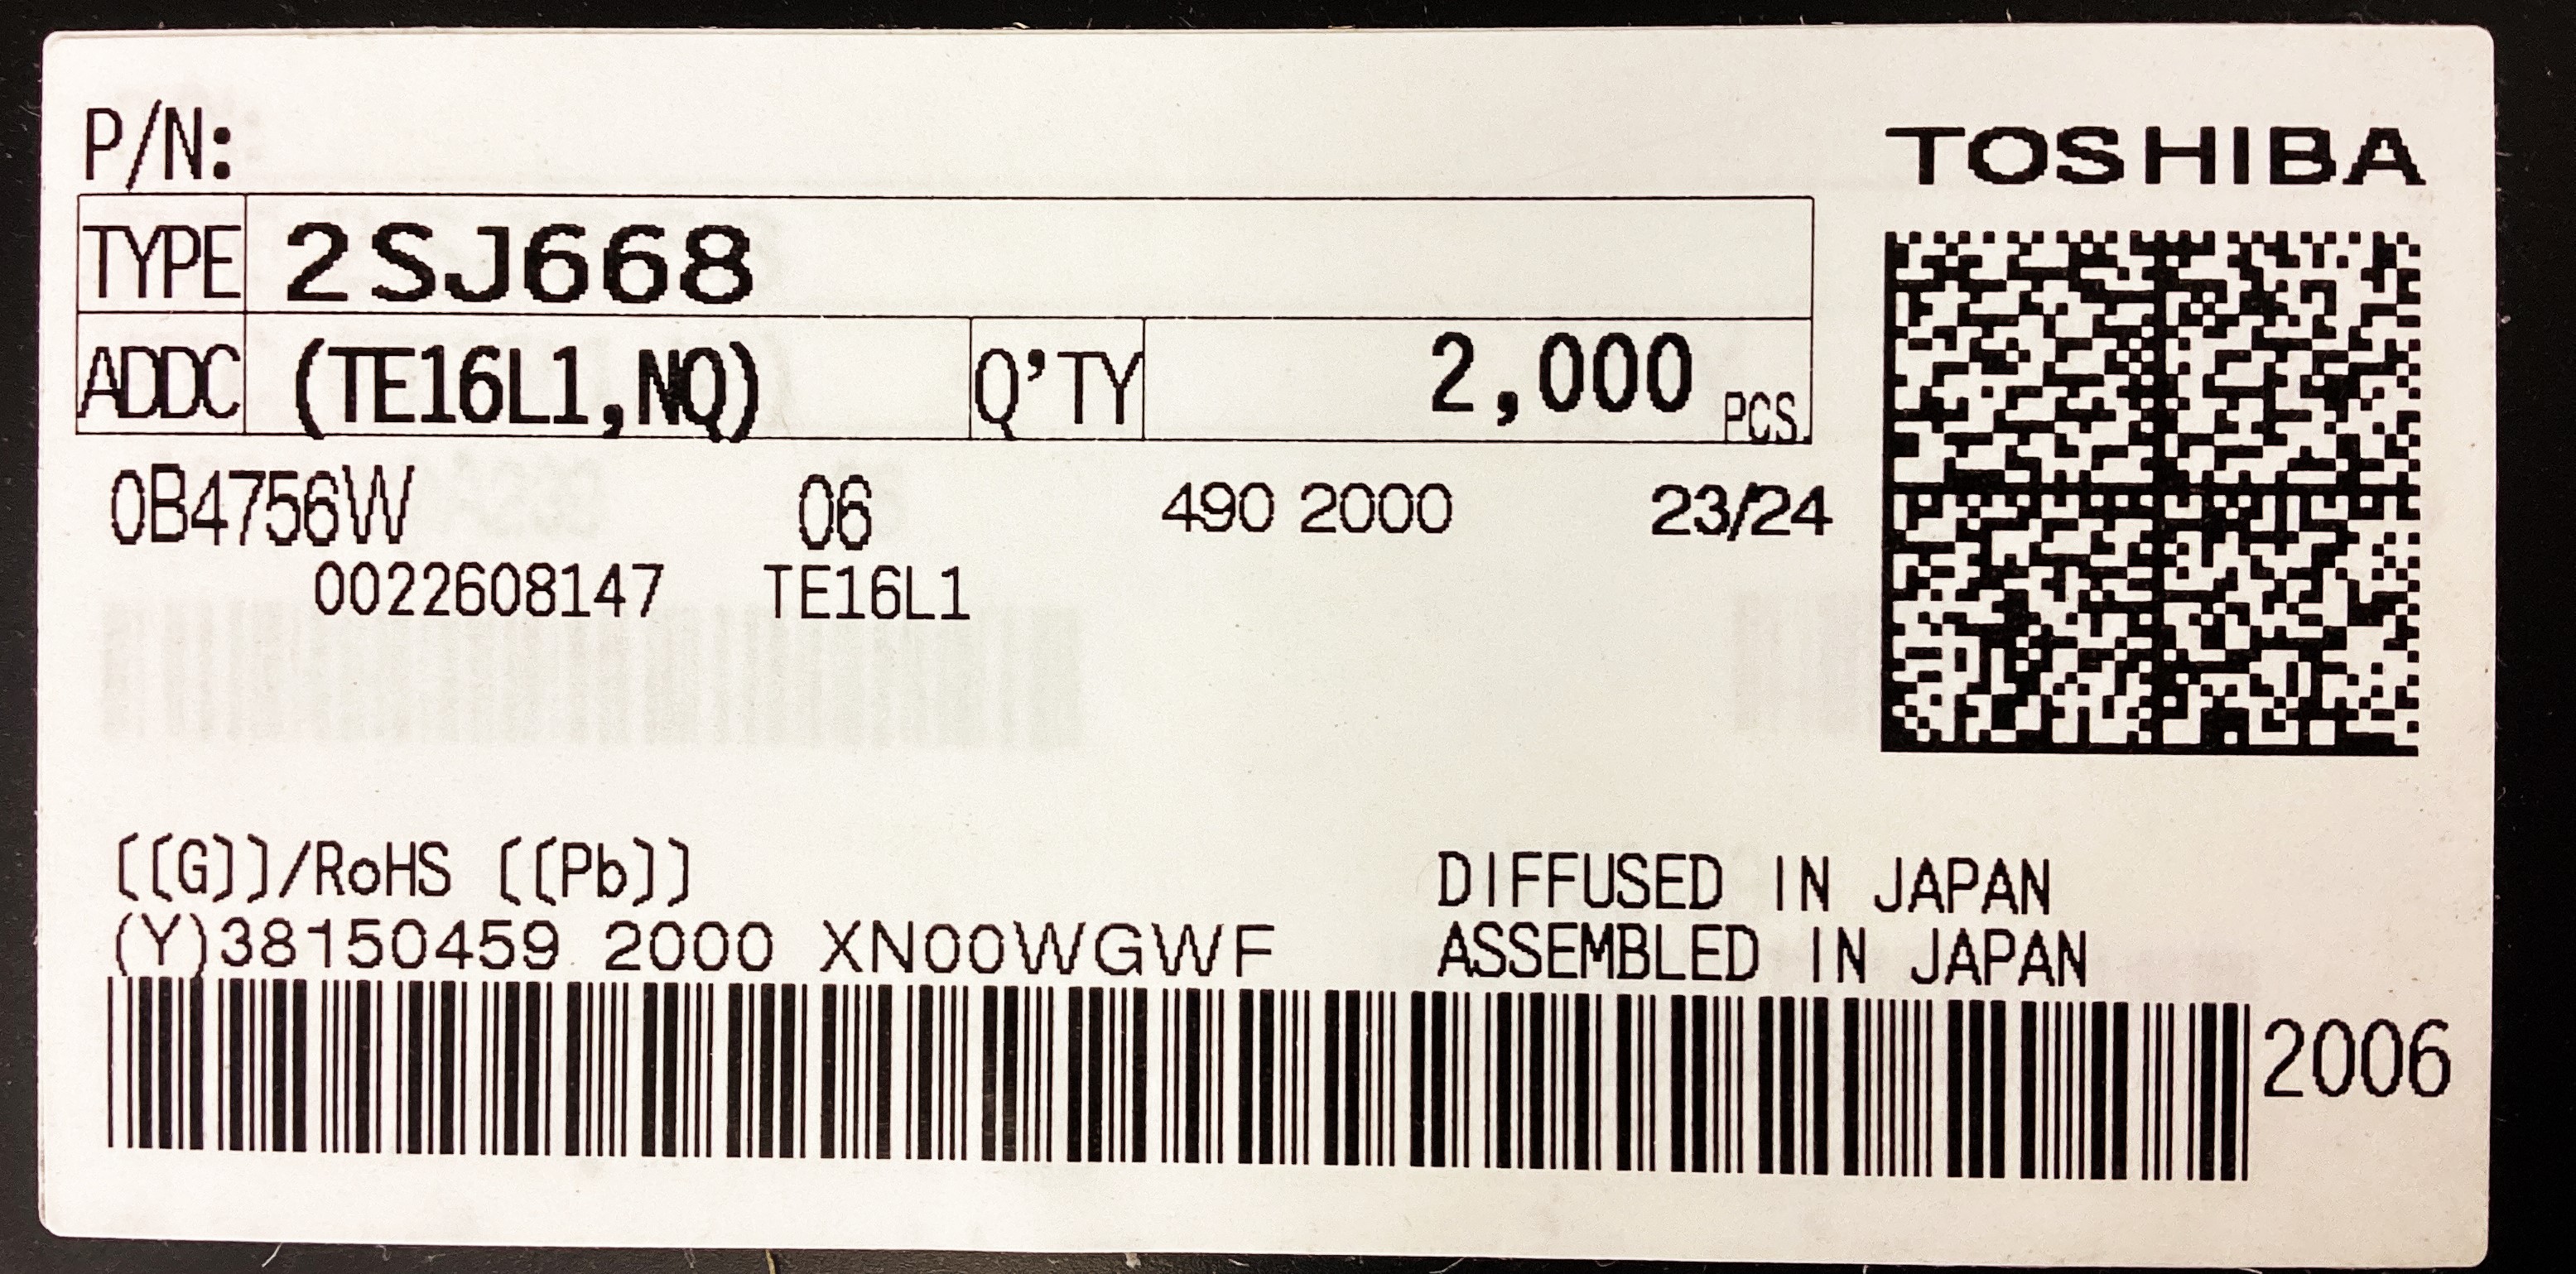 P/N:
TOSHIBA
TYPE 2SJ668
ADDC (TE16L1,NQ) Q'TY 2,000 PCS.
0B4756W 06 490 2000 23/24
0022608147 TE16L1
[[G]]/RoHS [[Pb]]
DIFFUSED IN JAPAN
(Y)38150459 2000 XN00WGWF
ASSEMBLED IN JAPAN
2006